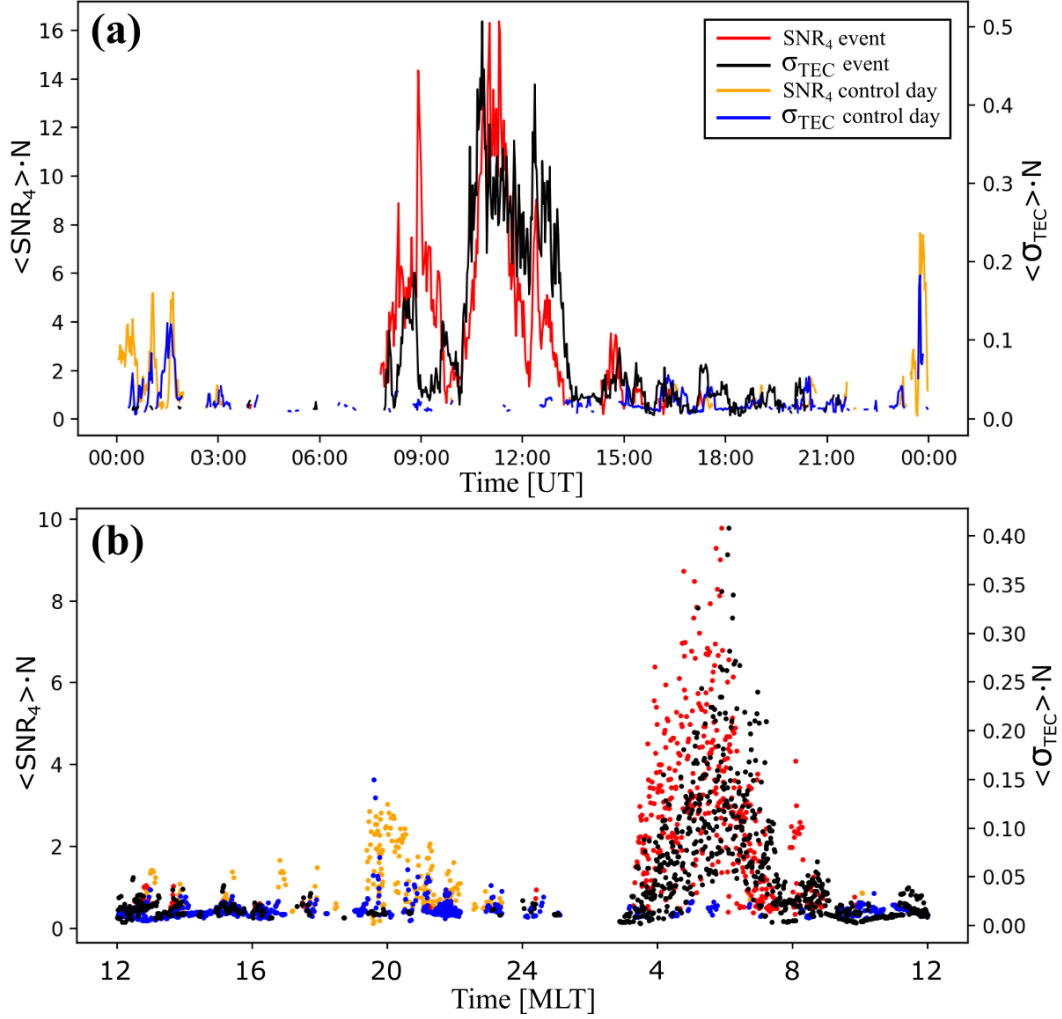 (a)
16
14
12
10
8
6
4
2
0
<SNR₄>·N
0.5
0.4
0.3
0.2
0.1
0.0
<σTEC>·N
SNR₄ event
σTEC event
SNR₄ control day
σTEC control day
00:00 03:00 06:00 09:00 12:00 15:00 18:00 21:00 00:00
Time [UT]
(b)
10
8
6
4
2
0
<SNR₄>·N
0.40
0.35
0.30
0.25
0.20
0.15
0.10
0.05
0.00
<σTEC>·N
12 16 20 24 4 8 12
Time [MLT]